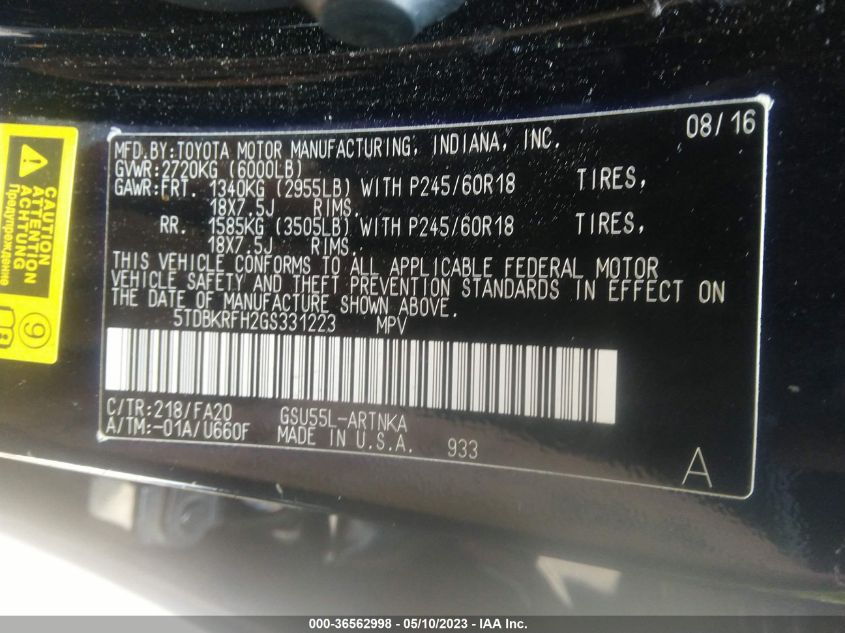 MFD.BY:TOYOTA MOTOR MANUFACTURING, INDIANA, INC. 08/16
GVWR:2720KG (6000LB)
GAWR:FRT. 1340KG (2955LB) WITH P245/60R18 TIRES,
18X7.5J RIMS.
RR. 1585KG (3505LB) WITH P245/60R18 TIRES,
18X7.5J RIMS.
THIS VEHICLE CONFORMS TO ALL APPLICABLE FEDERAL MOTOR
VEHICLE SAFETY AND THEFT PREVENTION STANDARDS IN EFFECT ON
THE DATE OF MANUFACTURE SHOWN ABOVE.
5TDBKRFH2GS331223 MPV
C/TR:218/FA20 GSU55L-ARTNKA
A/TM:-01A/U660F MADE IN U.S.A. 933
A
CAUTION
ATTENTION
ACHTUNG
Предупреждение
9
000-36562998 - 05/10/2023 - IAA Inc.